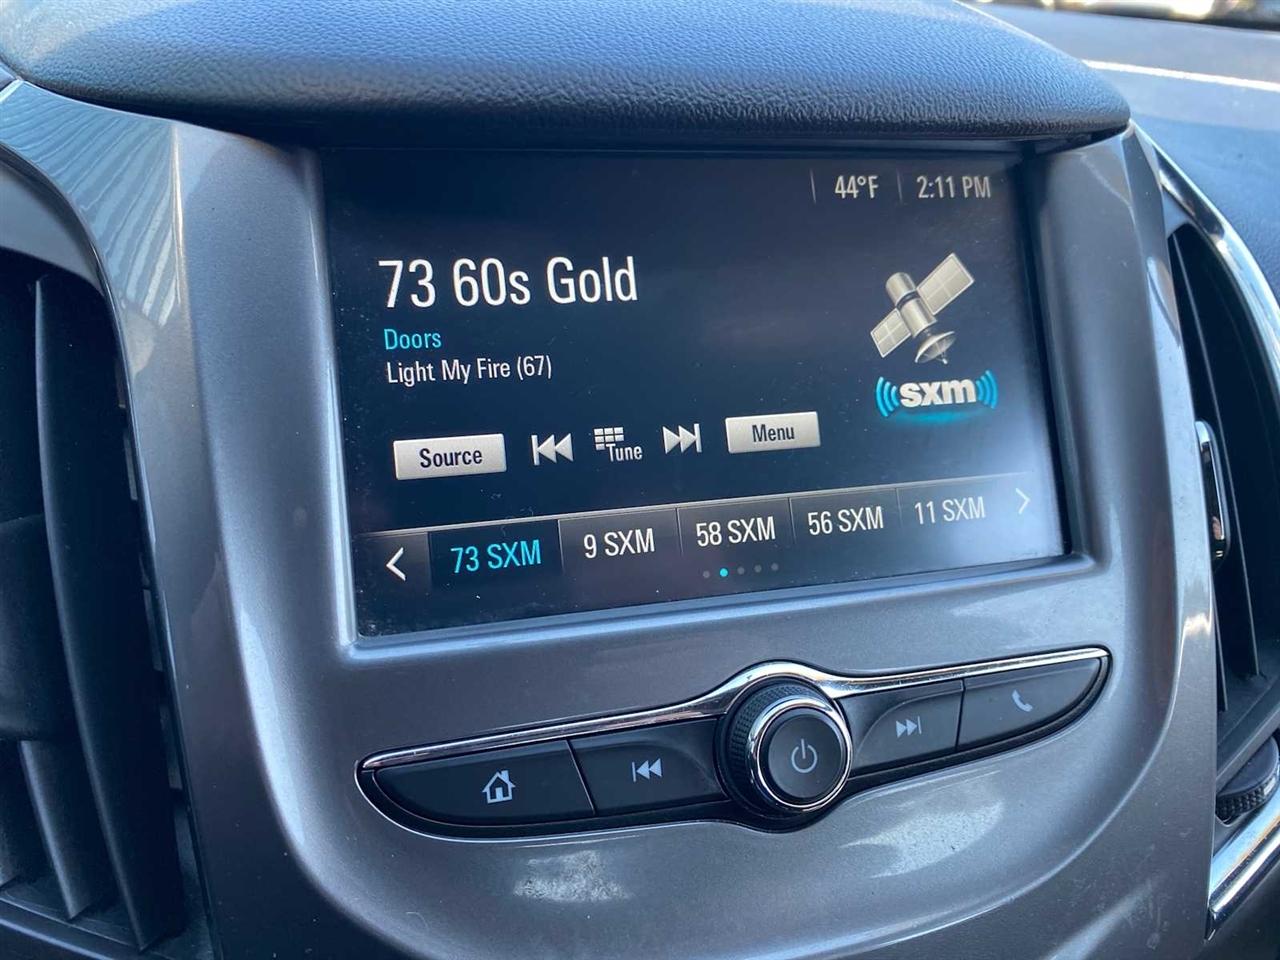 44°F 2:11 PM
73 60s Gold
Doors
Light My Fire (67)
sxm
Source Tune Menu
73 SXM 9 SXM 58 SXM 56 SXM 11 SXM